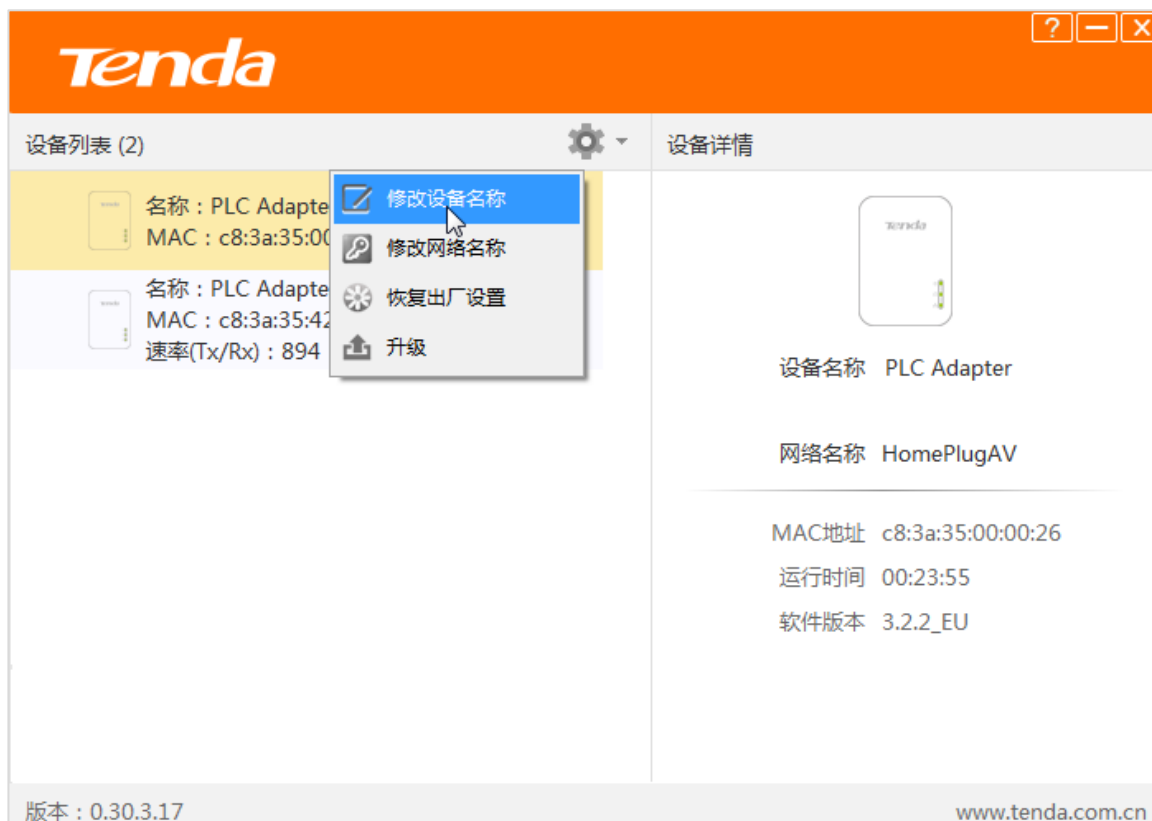 Tenda
设备列表 (2)
设备详情
名称：PLC Adapte
MAC：c8:3a:35:00
名称：PLC Adapte
MAC：c8:3a:35:42
速率(Tx/Rx)：894
修改设备名称
修改网络名称
恢复出厂设置
升级
Tenda
设备名称 PLC Adapter
网络名称 HomePlugAV
MAC地址 c8:3a:35:00:00:26
运行时间 00:23:55
软件版本 3.2.2_EU
版本：0.30.3.17
www.tenda.com.cn